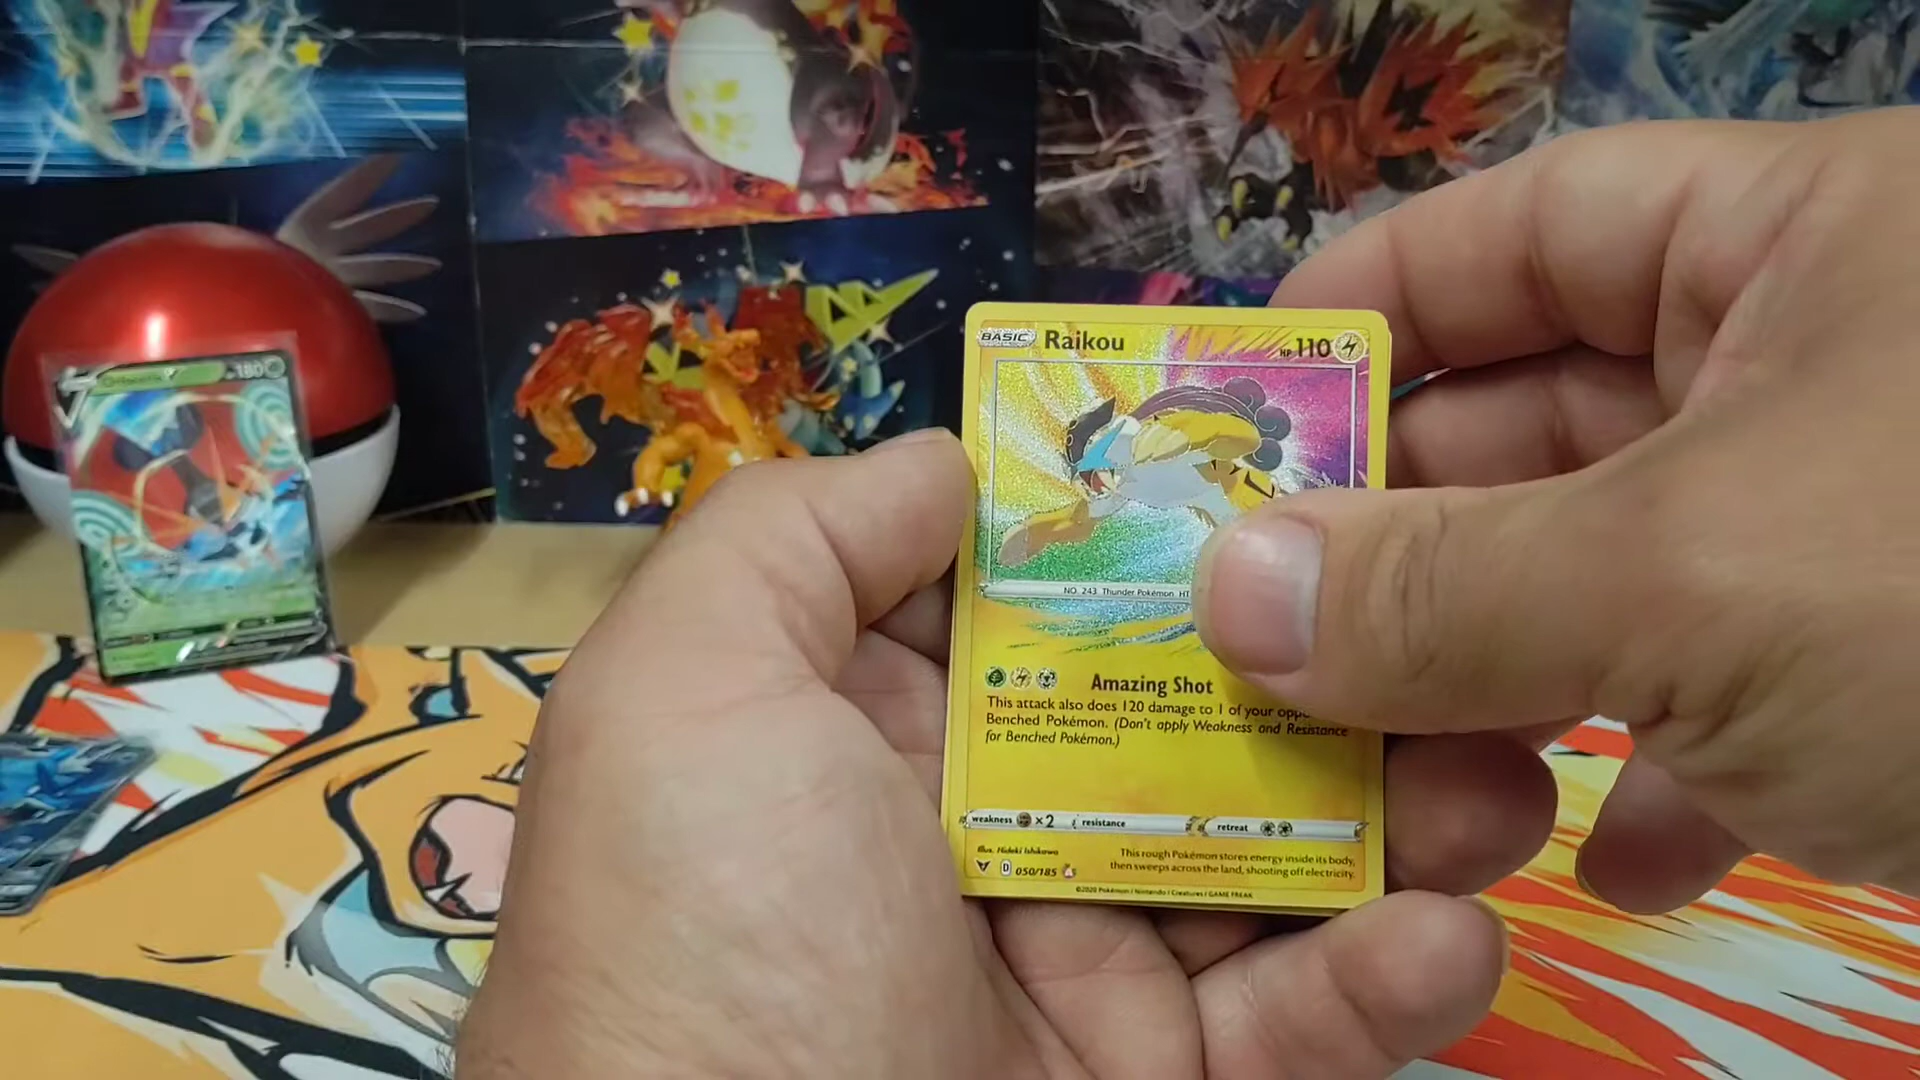 BASIC Raikou HP 110
NO. 243 Thunder Pokémon HT
Amazing Shot
This attack also does 120 damage to 1 of your oppo
Benched Pokémon. (Don't apply Weakness and Resistance
for Benched Pokémon.)
weakness ×2 resistance retreat
Illus. Hideki Ishikawa
This rough Pokémon stores energy inside its body,
then sweeps across the land, shooting off electricity.
D 050/185
©2020 Pokémon / Nintendo / Creatures / GAME FREAK
V 180